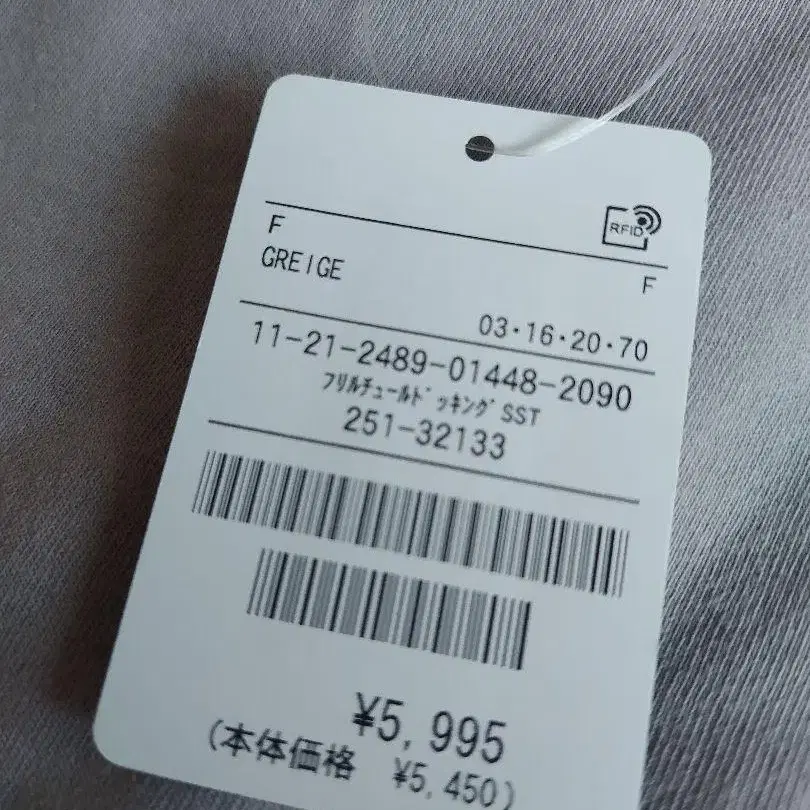 RFID
F
GREIGE
F
03・16・20・70
11-21-2489-01448-2090
ﾌﾘﾙﾁｭｰﾙﾄﾞｯｷﾝｸﾞSST
251-32133
¥5,995
(本体価格 ¥5,450)